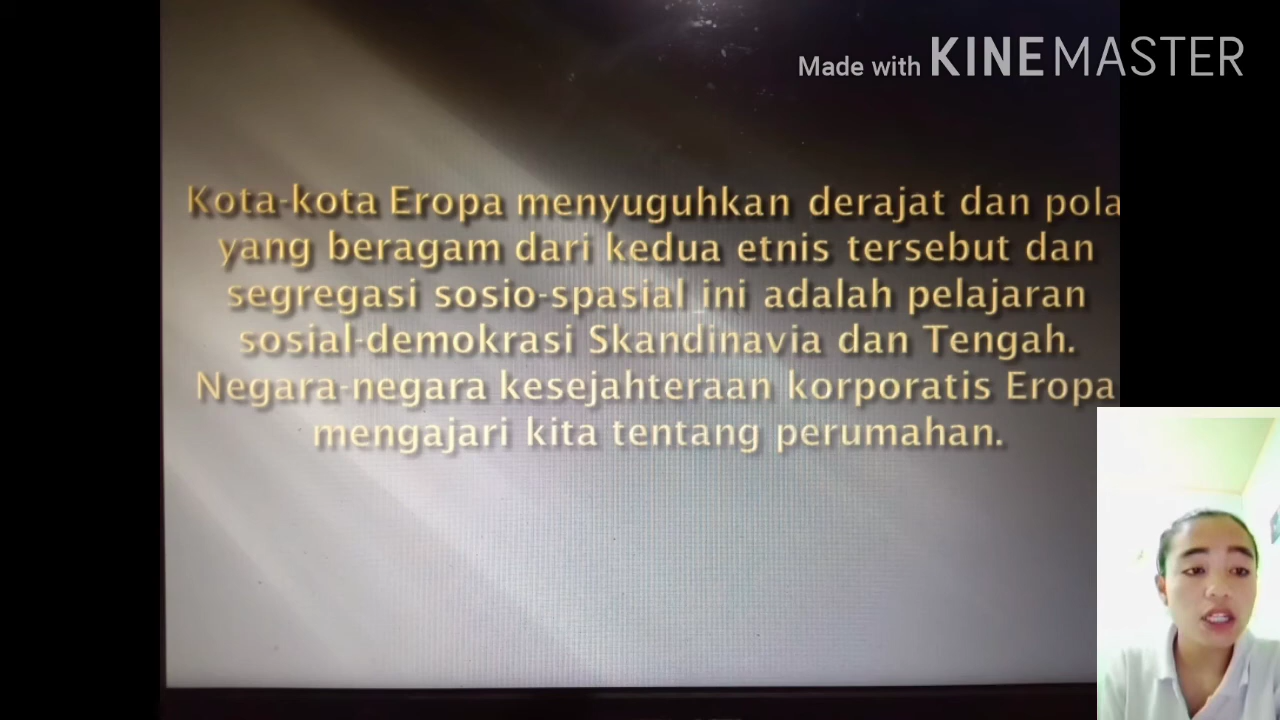 Made with KINEMASTER
Kota-kota Eropa menyuguhkan derajat dan pola
yang beragam dari kedua etnis tersebut dan
segregasi sosio-spasial ini adalah pelajaran
sosial-demokrasi Skandinavia dan Tengah.
Negara-negara kesejahteraan korporatis Eropa
mengajari kita tentang perumahan.